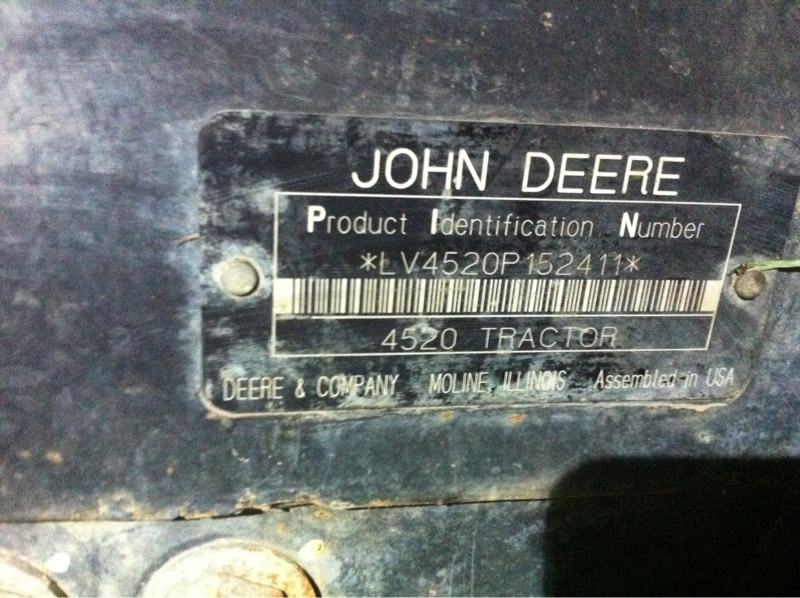 JOHN DEERE
Product Identification Number
*LV4520P152411*
4520 TRACTOR
DEERE & COMPANY MOLINE, ILLINOIS Assembled in USA